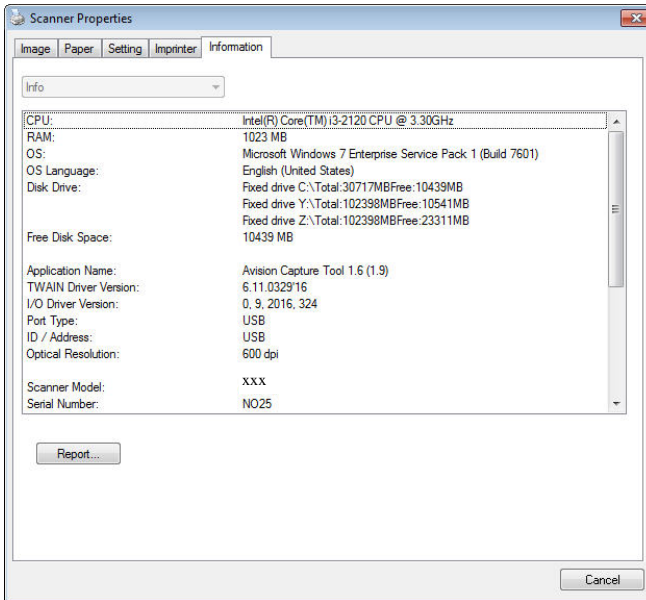 Scanner Properties
Image Paper Setting Imprinter Information
Info
CPU: Intel(R) Core(TM) i3-2120 CPU @ 3.30GHz
RAM: 1023 MB
OS: Microsoft Windows 7 Enterprise Service Pack 1 (Build 7601)
OS Language: English (United States)
Disk Drive: Fixed drive C:\Total:30717MBFree:10439MB
Fixed drive Y:\Total:102398MBFree:10541MB
Fixed drive Z:\Total:102398MBFree:23311MB
Free Disk Space: 10439 MB
Application Name: Avision Capture Tool 1.6 (1.9)
TWAIN Driver Version: 6.11.0329'16
I/O Driver Version: 0, 9, 2016, 324
Port Type: USB
ID / Address: USB
Optical Resolution: 600 dpi
Scanner Model: xxx
Serial Number: NO25
Report...
Cancel